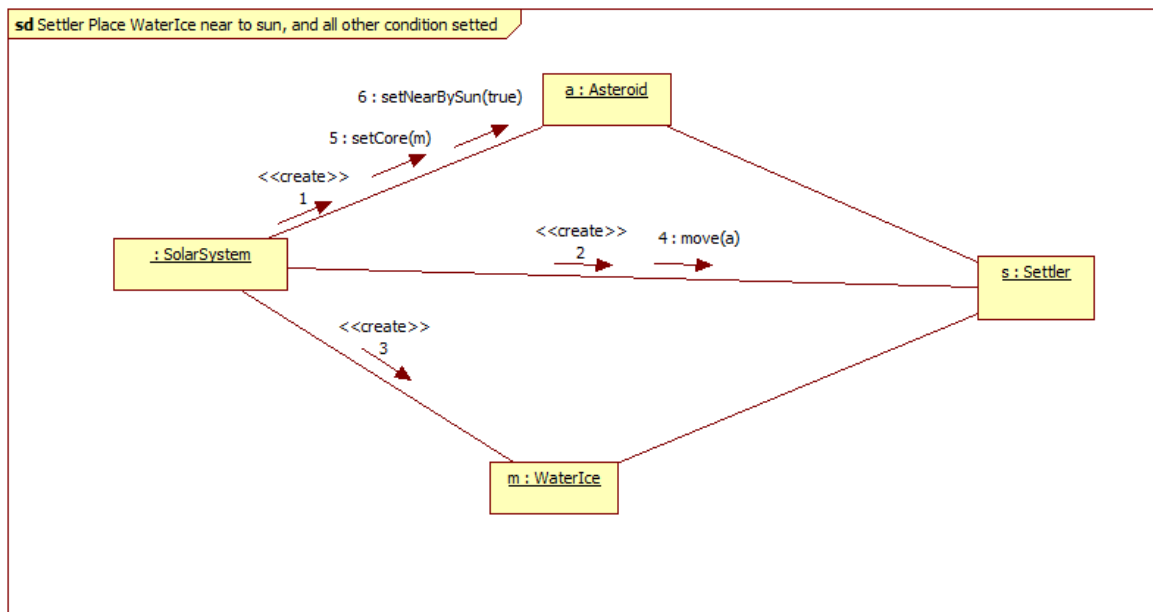 sd Settler Place WaterIce near to sun, and all other condition setted
a : Asteroid
6 : setNearBySun(true)
5 : setCore(m)
<<create>>
1
: SolarSystem
<<create>>
2
4 : move(a)
s : Settler
<<create>>
3
m : WaterIce